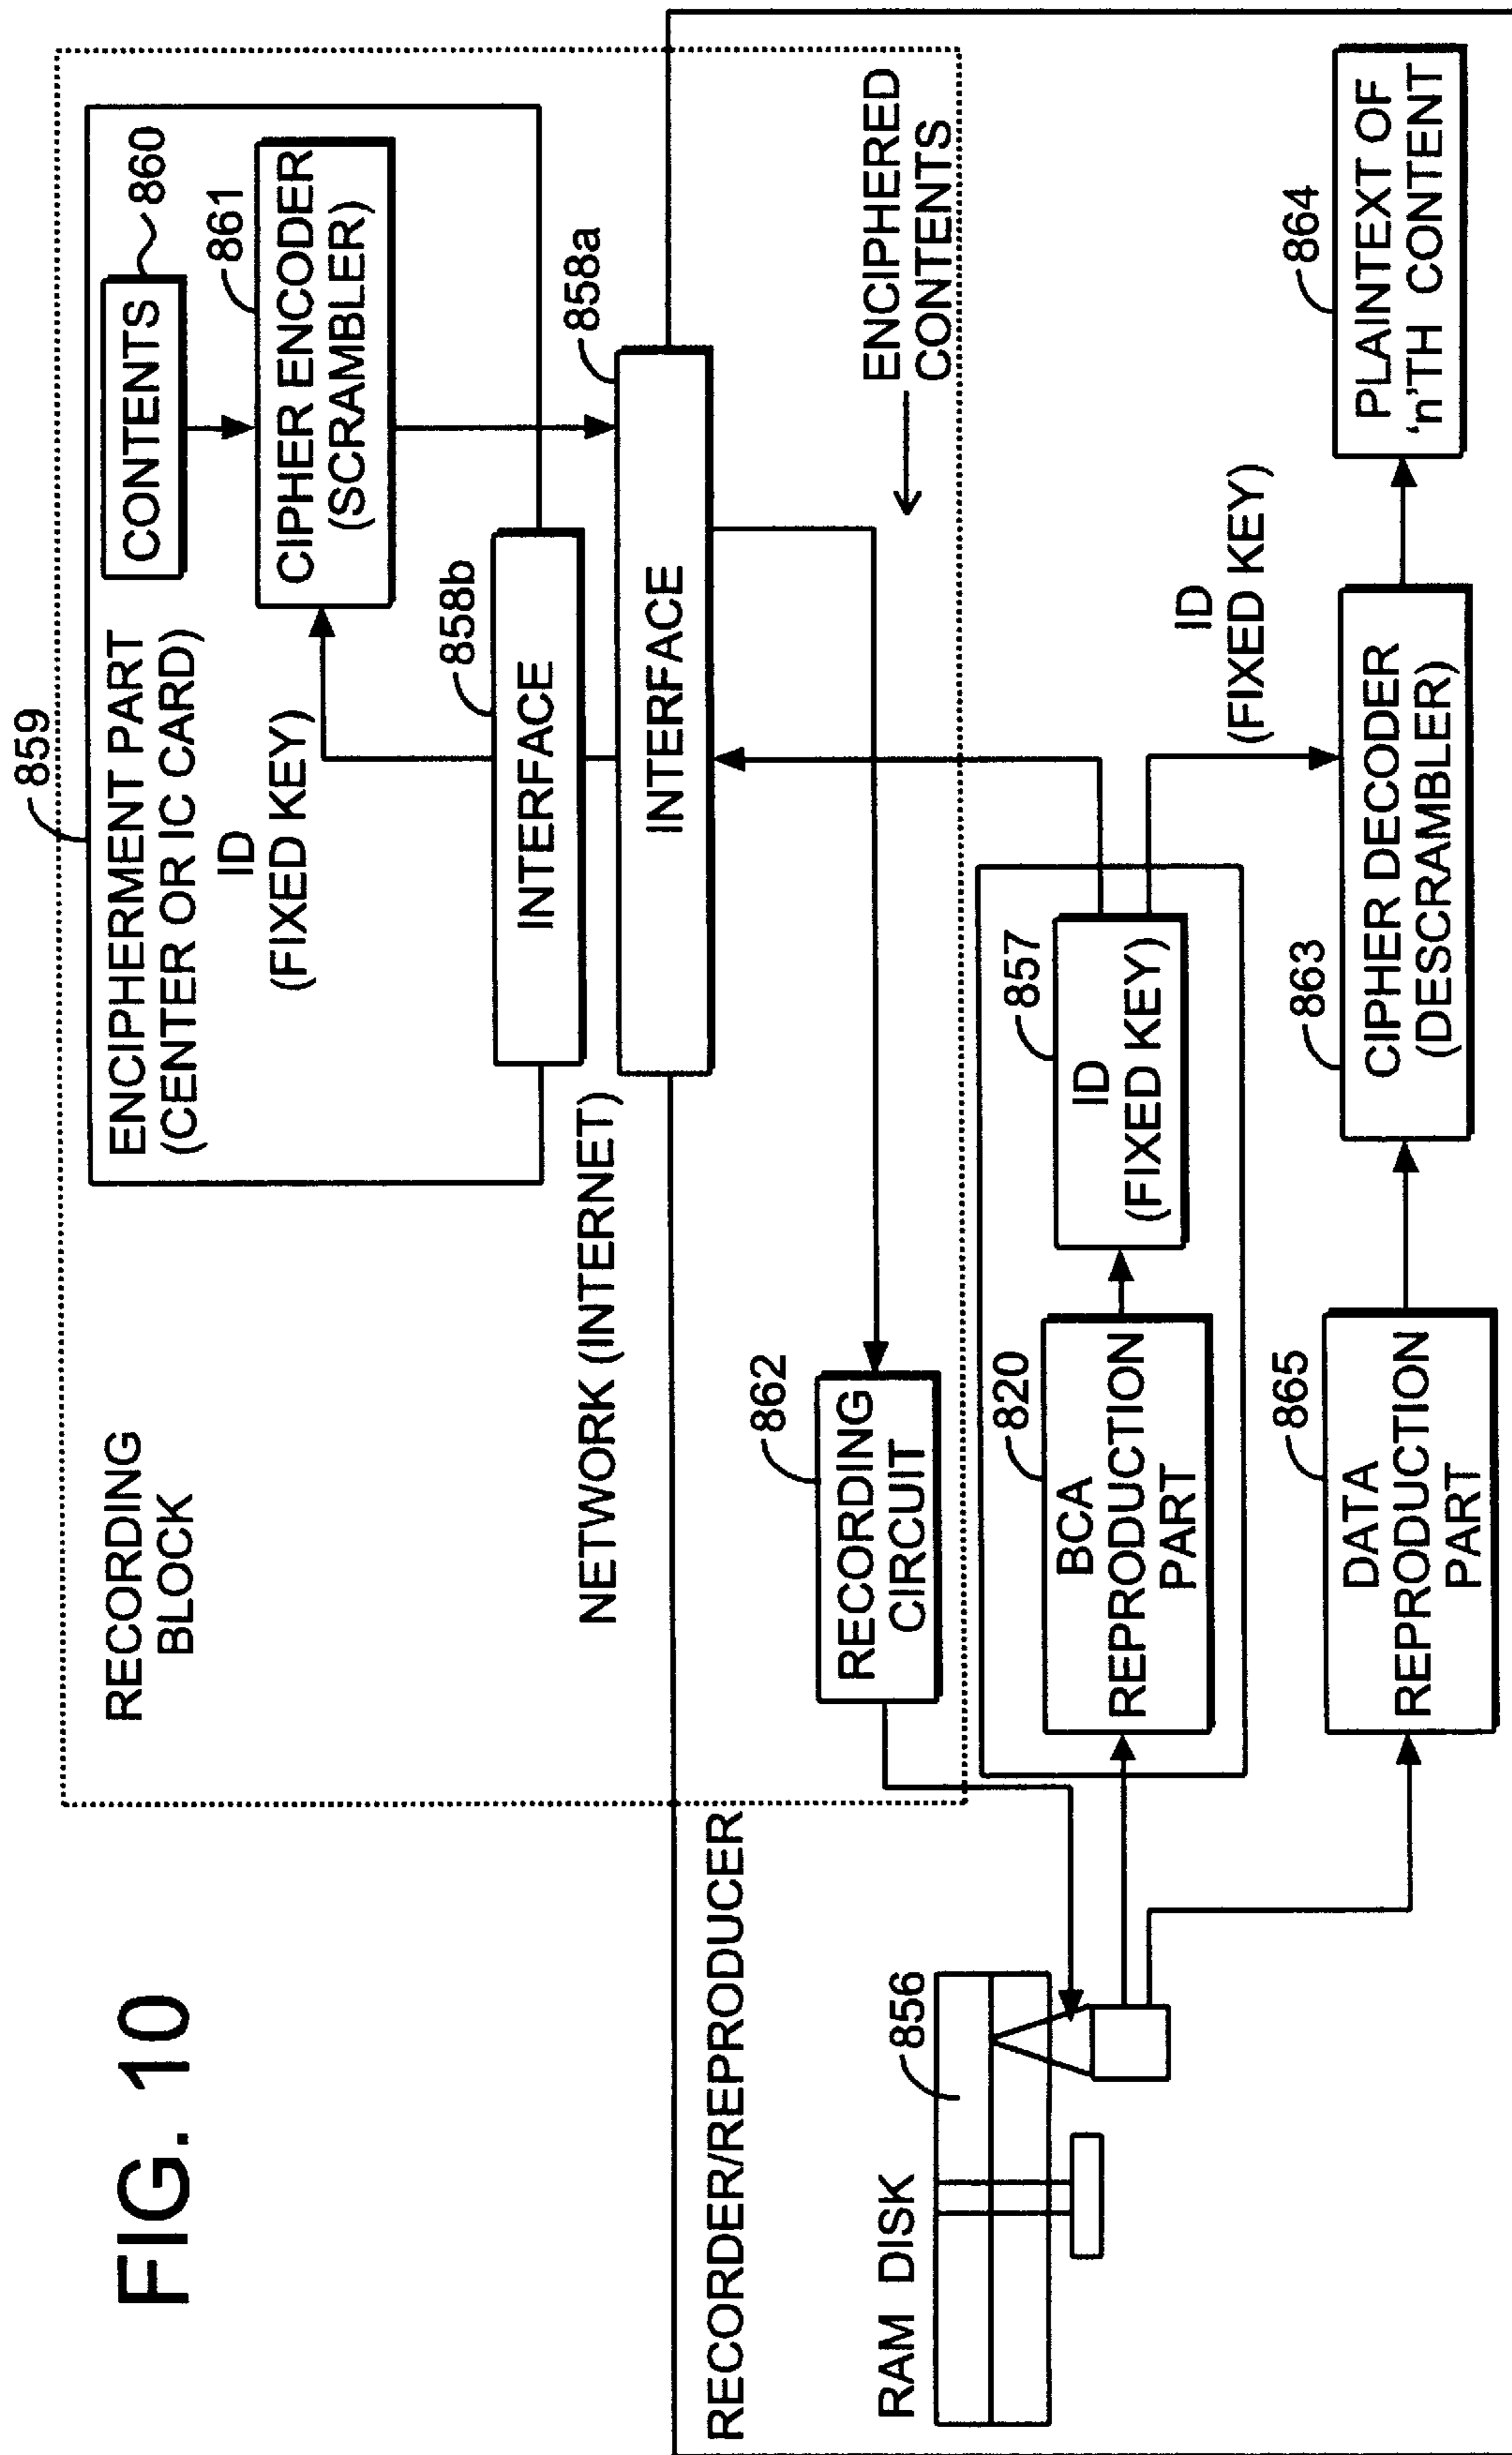 FIG. 10
RECORDING
BLOCK
859
ENCIPHERMENT PART
(CENTER OR IC CARD)
ID
(FIXED KEY)
CONTENTS
860
861
CIPHER ENCODER
(SCRAMBLER)
858b
INTERFACE
858a
INTERFACE
NETWORK (INTERNET)
RECORDER/REPRODUCER
862
RECORDING
CIRCUIT
ENCIPHERED
CONTENTS
RAM DISK
856
820
BCA
REPRODUCTION
PART
857
ID
(FIXED KEY)
ID
(FIXED KEY)
865
DATA
REPRODUCTION
PART
863
CIPHER DECODER
(DESCRAMBLER)
864
PLAINTEXT OF
'n'TH CONTENT